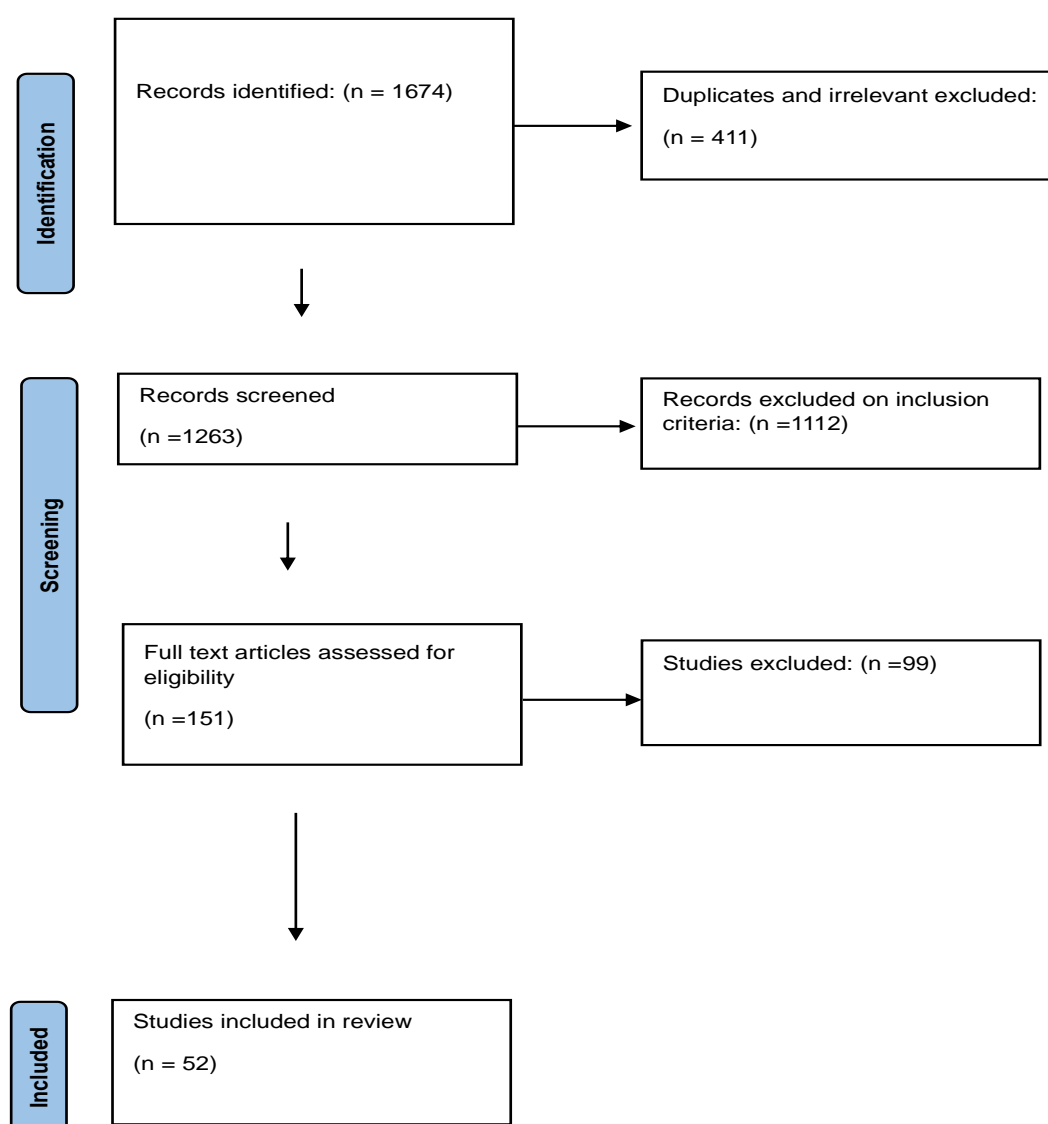 Identification
Records identified: (n = 1674)
Duplicates and irrelevant excluded:
(n = 411)
Screening
Records screened
(n =1263)
Records excluded on inclusion
criteria: (n =1112)
Full text articles assessed for
eligibility
(n =151)
Studies excluded: (n =99)
Included
Studies included in review
(n = 52)